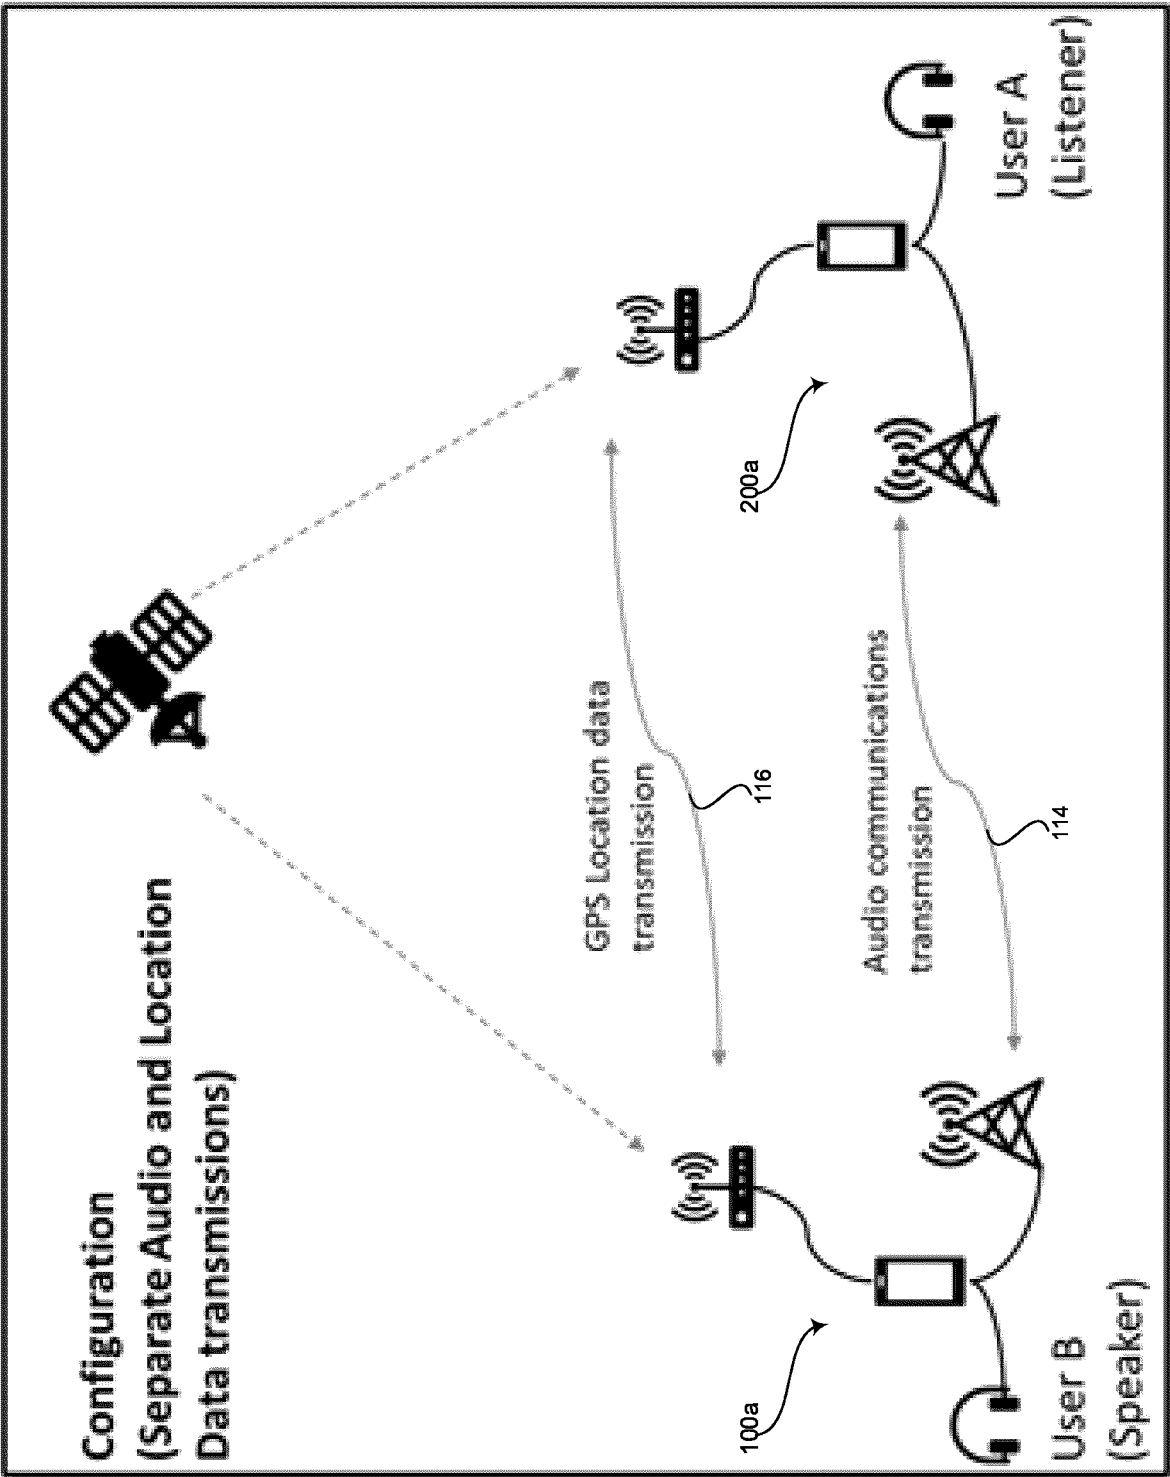 Configuration
(Separate Audio and Location
Data transmissions)
GPS Location data
transmission
116
Audio communications
transmission
114
100a
200a
User B
(Speaker)
User A
(Listener)